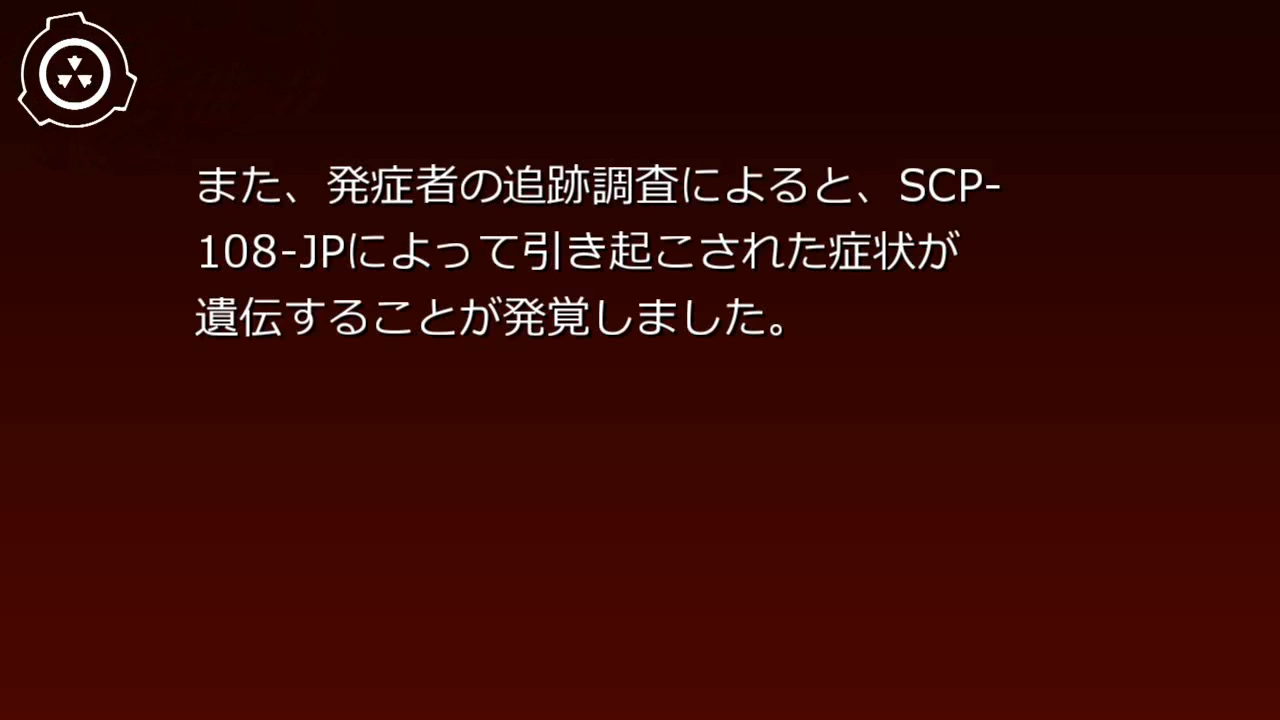 また、発症者の追跡調査によると、SCP-
108-JPによって引き起こされた症状が
遺伝することが発覚しました。